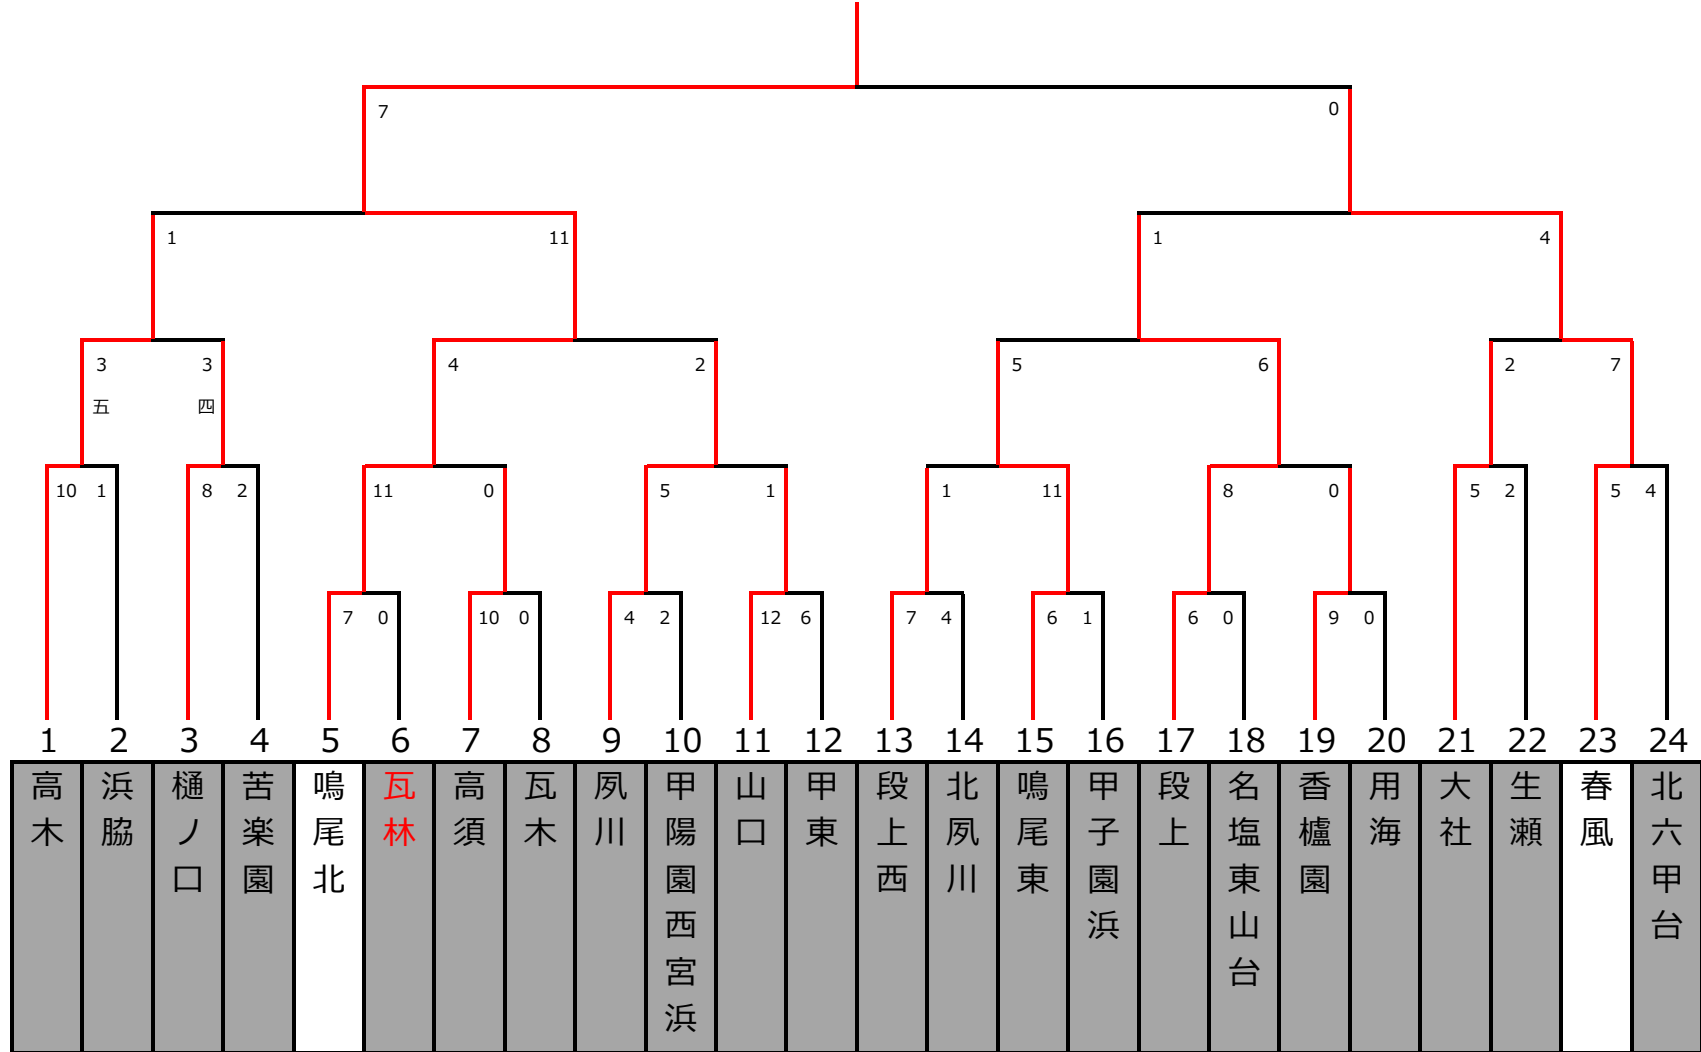 7 0
1 11 1 4
3 3 4 2 5 6 2 7
五 四
10 1 8 2 11 0 5 1 1 11 8 0 5 2 5 4
7 0 10 0 4 2 12 6 7 4 6 1 6 0 9 0
1 2 3 4 5 6 7 8 9 10 11 12 13 14 15 16 17 18 19 20 21 22 23 24
高木
浜脇
樋ノ口
苦楽園
鳴尾北
瓦林
高須
瓦木
夙川
甲陽園西宮浜
山口
甲東
段上西
北夙川
鳴尾東
甲子園浜
段上
名塩東山台
香櫨園
用海
大社
生瀬
春風
北六甲台